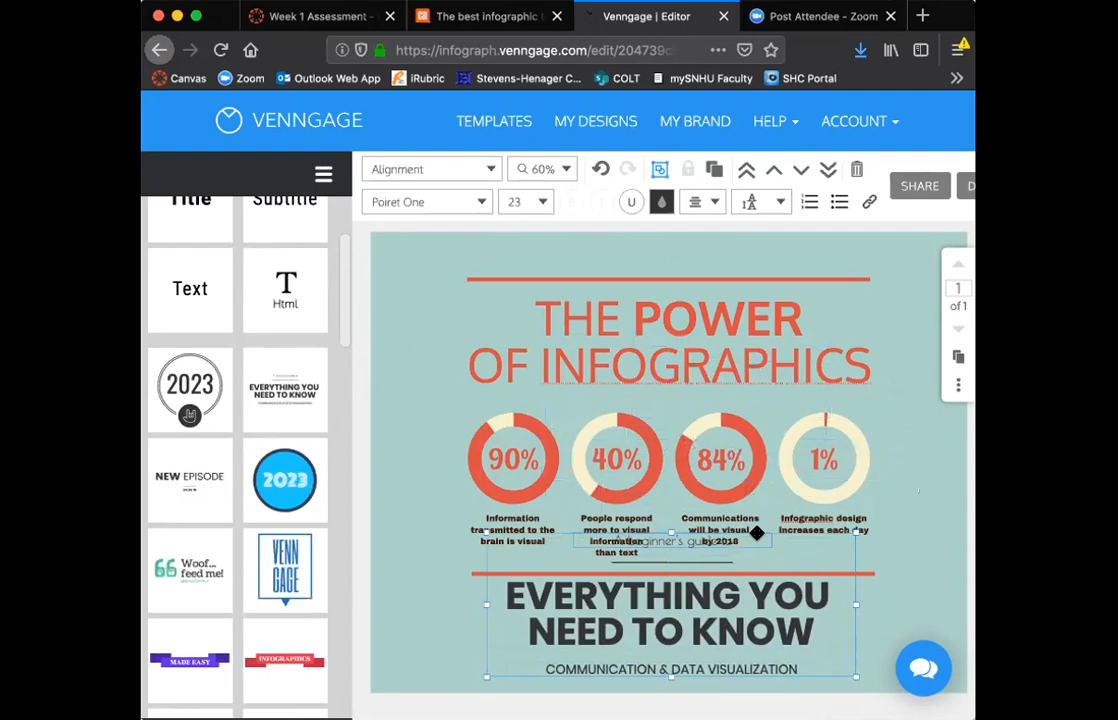 Week 1 Assessment -
The best infographic t
Venngage | Editor
Post Attendee - Zoom
https://infograph.venngage.com/edit/204739c
Canvas
Zoom
Outlook Web App
iRubric
Stevens-Henager C...
COLT
mySNHU Faculty
SHC Portal
VENNGAGE
TEMPLATES
MY DESIGNS
MY BRAND
HELP
ACCOUNT
Alignment
60%
SHARE
D
Poiret One
23
U
Title
Subtitle
Text
T
Html
2023
EVERYTHING YOU
NEED TO KNOW
NEW EPISODE
2023
Woof...
feed me!
VENN
GAGE
MADE EASY
INFOGRAPHICS
THE POWER
OF INFOGRAPHICS
90%
40%
84%
1%
Information
transmitted to the
brain is visual
People respond
more to visual
information
than text
Communications
will be visual
by 2018
Infographic design
increases each day
A beginner's guide
EVERYTHING YOU
NEED TO KNOW
COMMUNICATION & DATA VISUALIZATION
1
of 1